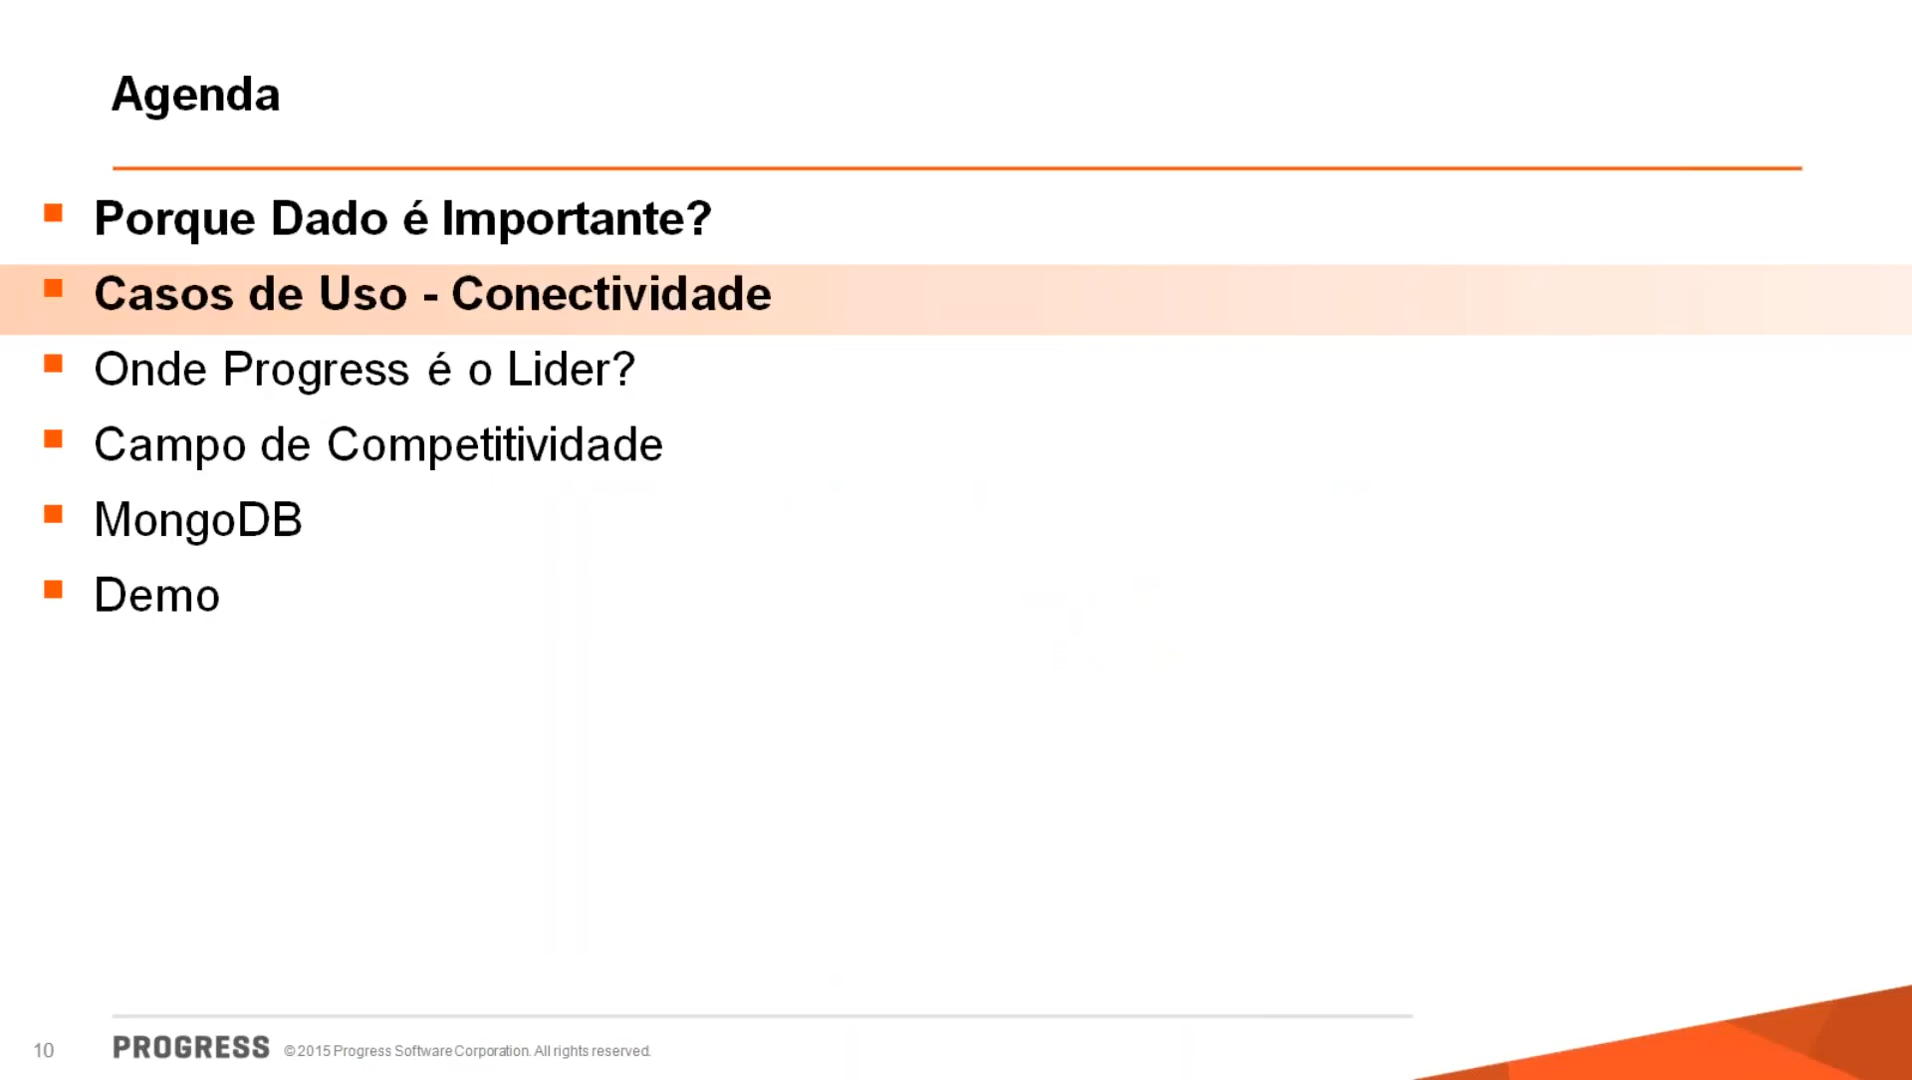 Agenda
Porque Dado é Importante?
Casos de Uso - Conectividade
Onde Progress é o Lider?
Campo de Competitividade
MongoDB
Demo
10 PROGRESS © 2015 Progress Software Corporation. All rights reserved.